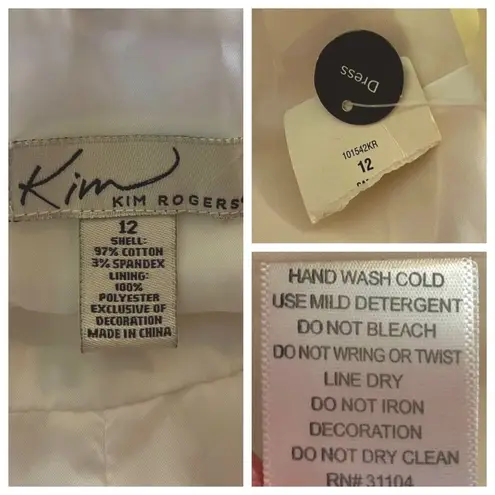 Kim
KIM ROGERS®
12
SHELL:
97% COTTON
3% SPANDEX
LINING:
100%
POLYESTER
EXCLUSIVE OF
DECORATION
MADE IN CHINA
Dress
101542KR
12
HAND WASH COLD
USE MILD DETERGENT
DO NOT BLEACH
DO NOT WRING OR TWIST
LINE DRY
DO NOT IRON
DECORATION
DO NOT DRY CLEAN
RN# 31104